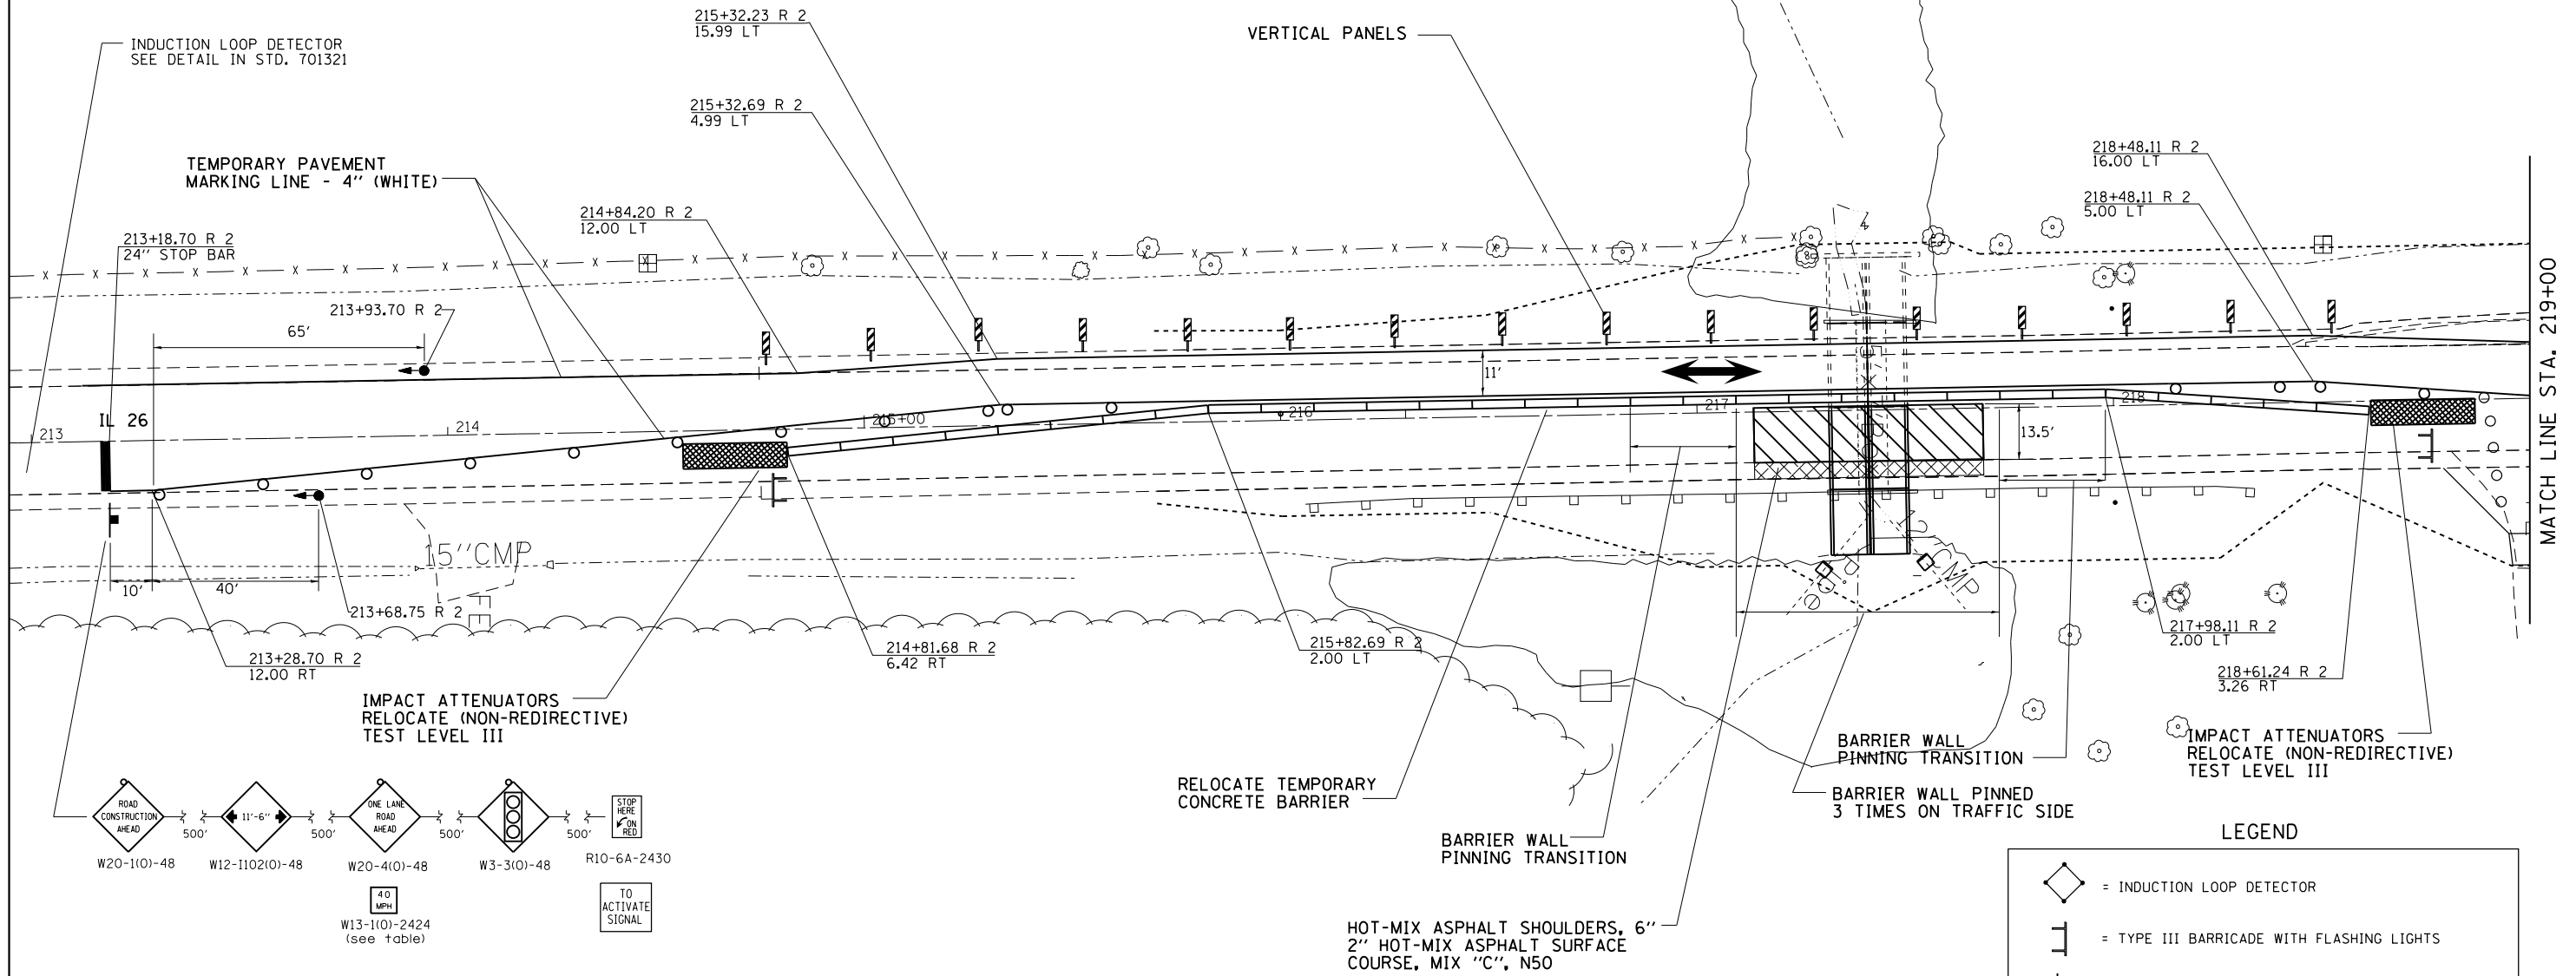 215+32.23 R 2
15.99 LT
VERTICAL PANELS
INDUCTION LOOP DETECTOR
SEE DETAIL IN STD. 701321
215+32.69 R 2
4.99 LT
218+48.11 R 2
16.00 LT
TEMPORARY PAVEMENT
MARKING LINE - 4" (WHITE)
218+48.11 R 2
5.00 LT
214+84.20 R 2
12.00 LT
213+18.70 R 2
24" STOP BAR
MATCH LINE STA. 219+00
213+93.70 R 2
65'
11'
IL 26
213
214
215+00
216
217
218
13.5'
15"CMP
10'
40'
213+68.75 R 2
213+28.70 R 2
12.00 RT
214+81.68 R 2
6.42 RT
215+82.69 R 2
2.00 LT
217+98.11 R 2
2.00 LT
218+61.24 R 2
3.26 RT
IMPACT ATTENUATORS
RELOCATE (NON-REDIRECTIVE)
TEST LEVEL III
IMPACT ATTENUATORS
RELOCATE (NON-REDIRECTIVE)
TEST LEVEL III
BARRIER WALL
PINNING TRANSITION
RELOCATE TEMPORARY
CONCRETE BARRIER
BARRIER WALL PINNED
3 TIMES ON TRAFFIC SIDE
BARRIER WALL
PINNING TRANSITION
HOT-MIX ASPHALT SHOULDERS, 6"
2" HOT-MIX ASPHALT SURFACE
COURSE, MIX "C", N50
ROAD
CONSTRUCTION
AHEAD
500'
11'-6"
500'
ONE LANE
ROAD
AHEAD
500'
500'
STOP
HERE
ON
RED
W20-1(O)-48
W12-I102(O)-48
W20-4(O)-48
W3-3(O)-48
R10-6A-2430
40
MPH
W13-1(O)-2424
(see table)
TO
ACTIVATE
SIGNAL
LEGEND
= INDUCTION LOOP DETECTOR
= TYPE III BARRICADE WITH FLASHING LIGHTS